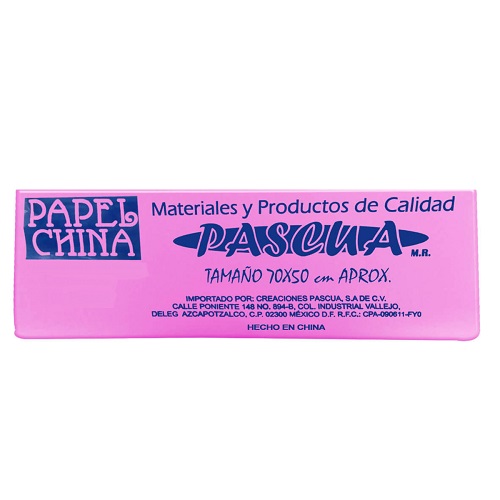 PAPEL
CHINA
Materiales y Productos de Calidad
PASCUA M.R.
TAMAÑO 70X50 cm APROX.
IMPORTADO POR: CREACIONES PASCUA, S.A DE C.V.
CALLE PONIENTE 148 NO. 894-B, COL. INDUSTRIAL VALLEJO,
DELEG AZCAPOTZALCO, C.P. 02300 MÉXICO D.F. R.F.C.: CPA-090611-FY0
HECHO EN CHINA